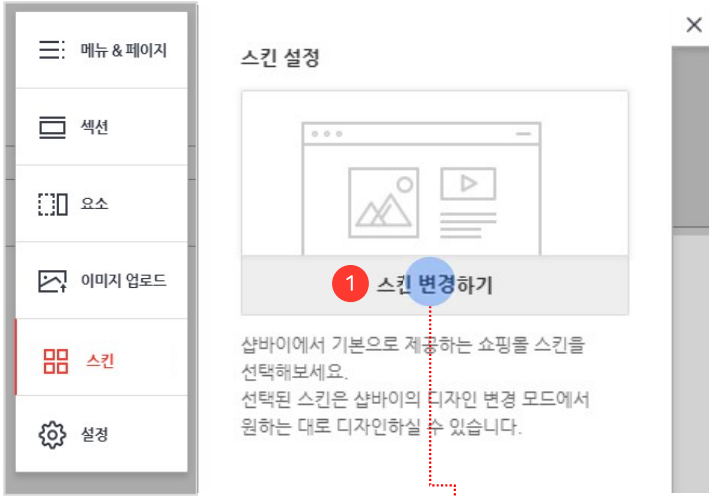 메뉴 & 페이지
섹션
요소
이미지 업로드
스킨
설정
스킨 설정
1 스킨 변경하기
샵바이에서 기본으로 제공하는 쇼핑몰 스킨을
선택해보세요.
선택된 스킨은 샵바이의 디자인 변경 모드에서
원하는 대로 디자인하실 수 있습니다.